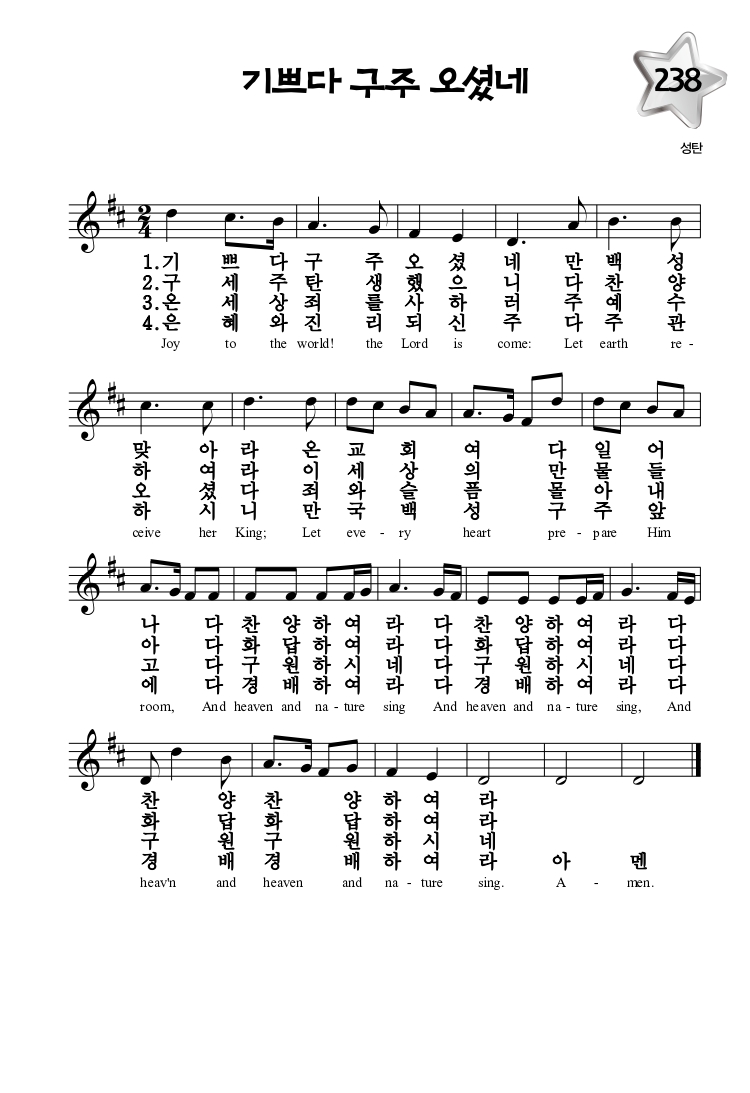 기쁘다 구주 오셨네
238
성탄
2
4
1.기 쁘 다 구 주 오 셨 네 만 백 성
2.구 세 주 탄 생 했 으 니 다 찬 양
3.온 세 상 죄 를 사 하 러 주 예 수
4.은 혜 와 진 리 되 신 주 다 주 관
Joy to the world! the Lord is come: Let earth re-
맞 아 라 온 교 회 여 다 일 어
하 여 라 이 세 상 의 만 물 들
오 셨 다 죄 와 슬 픔 몰 아 내
하 시 니 만 국 백 성 구 주 앞
ceive her King; Let eve - ry heart pre - pare Him
나 다 찬 양 하 여 라 다 찬 양 하 여 라 다
아 다 화 답 하 여 라 다 화 답 하 여 라 다
고 다 구 원 하 시 네 다 구 원 하 시 네 다
에 다 경 배 하 여 라 다 경 배 하 여 라 다
room, And heaven and na - ture sing And heaven and na - ture sing, And
찬 양 찬 양 하 여 라
화 답 화 답 하 여 라
구 원 구 원 하 시 네
경 배 경 배 하 여 라 아 멘
heav'n and heaven and na - ture sing. A - men.